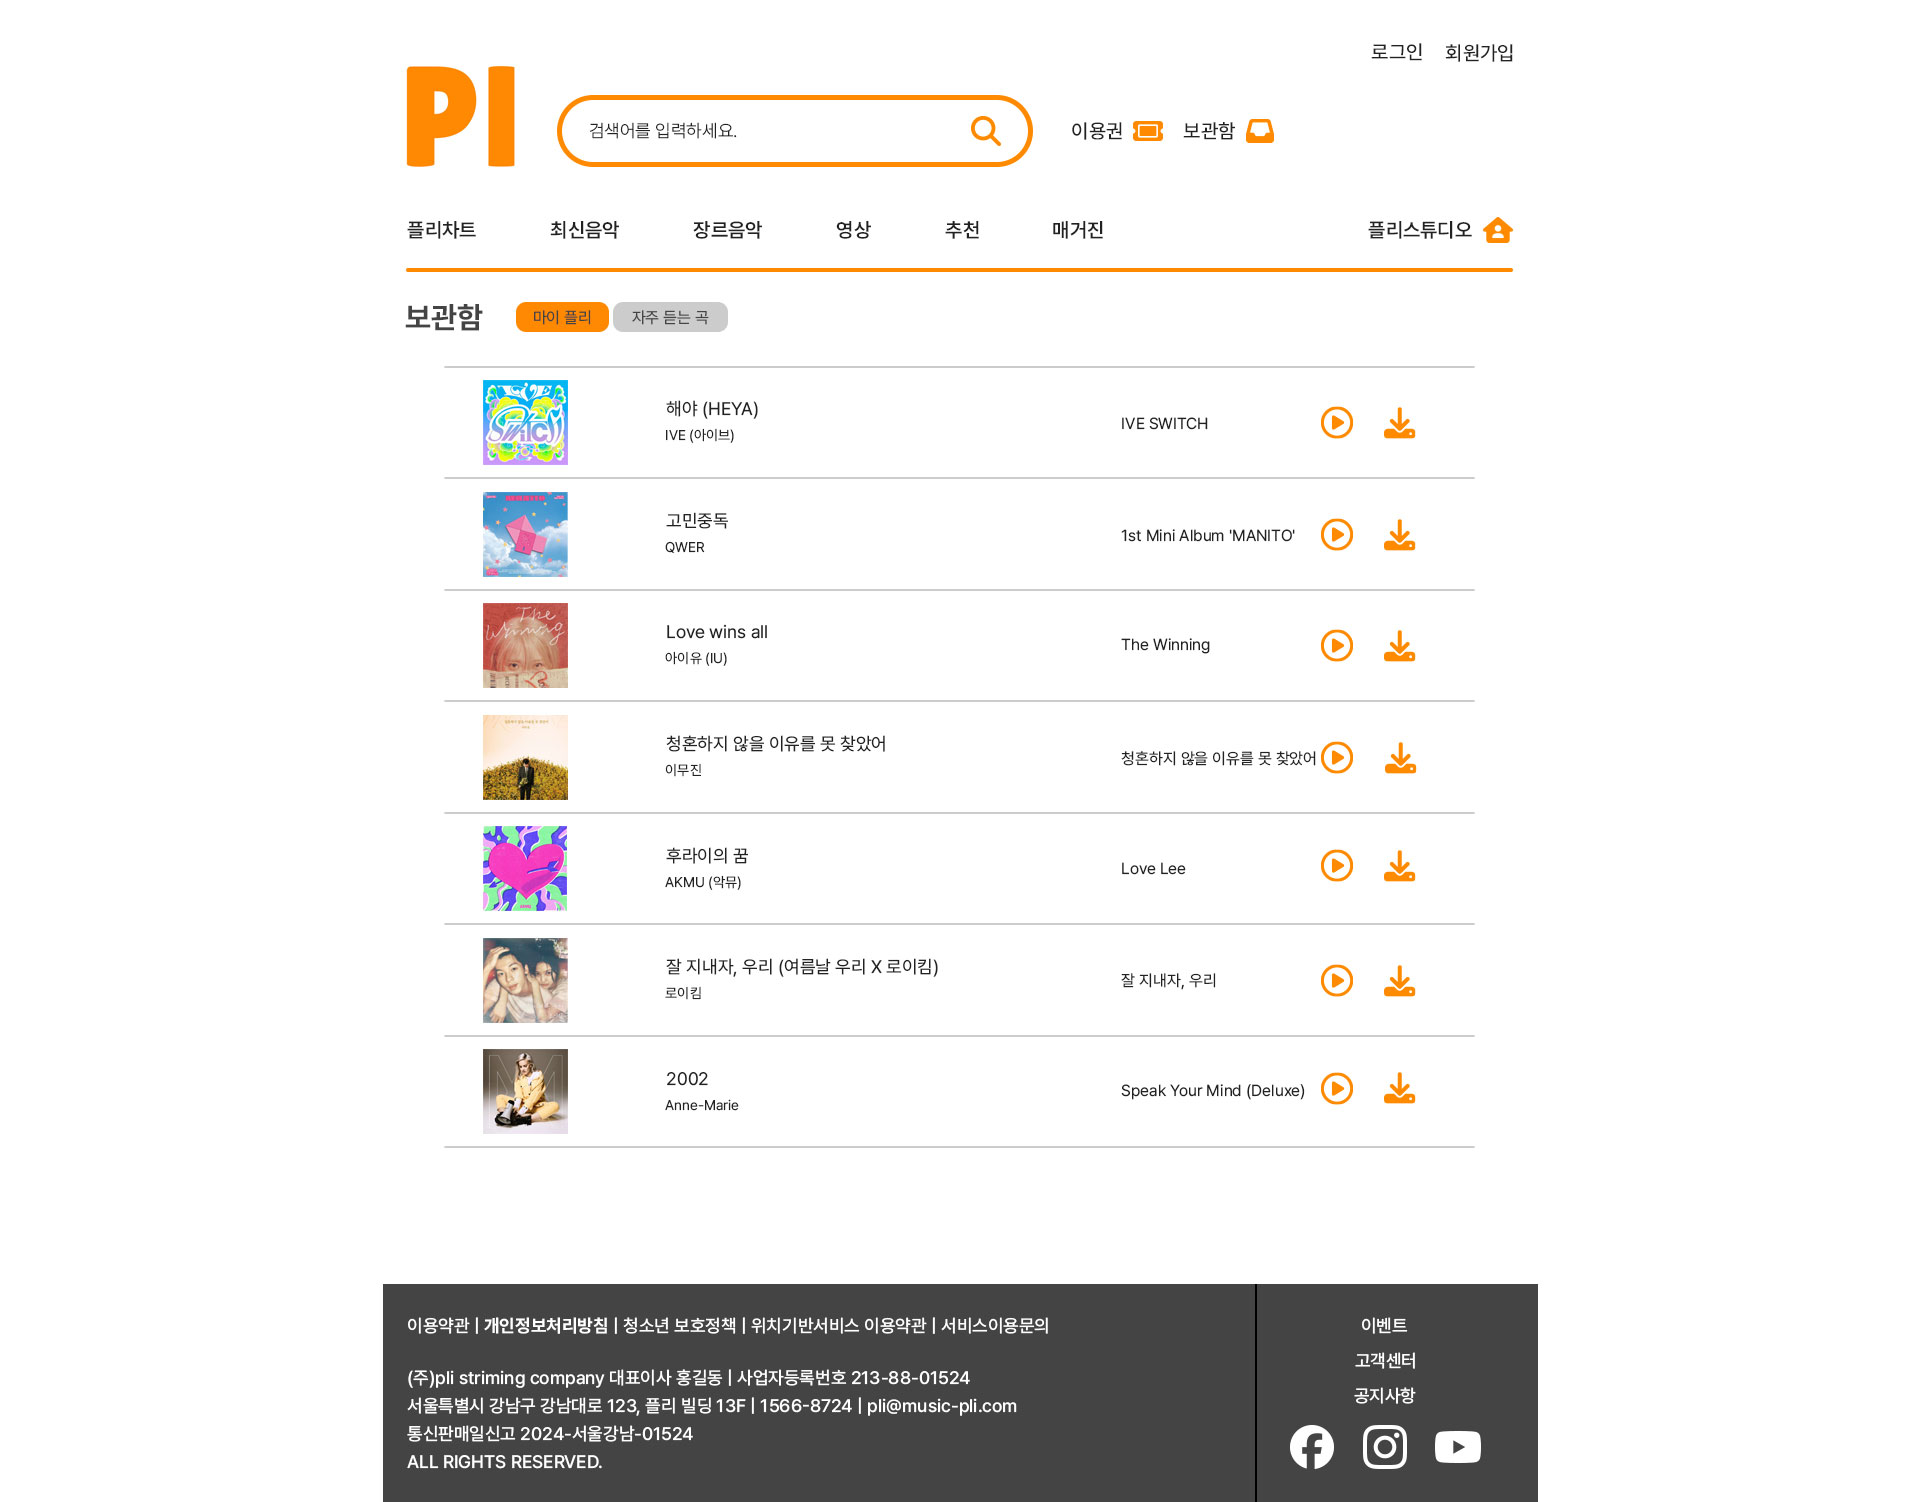 로그인 회원가입
PI
검색어를 입력하세요.
이용권 보관함
플리차트 최신음악 장르음악 영상 추천 매거진 플리스튜디오
보관함 마이 플리 자주 듣는 곡
해야 (HEYA)
IVE (아이브)
IVE SWITCH
고민중독
QWER
1st Mini Album 'MANITO'
The Winning
Love wins all
아이유 (IU)
The Winning
청혼하지 않을 이유를 못 찾았어
이무진
청혼하지 않을 이유를 못 찾았어
후라이의 꿈
AKMU (악뮤)
Love Lee
잘 지내자, 우리 (여름날 우리 X 로이킴)
로이킴
잘 지내자, 우리
2002
Anne-Marie
Speak Your Mind (Deluxe)
이용약관 | 개인정보처리방침 | 청소년 보호정책 | 위치기반서비스 이용약관 | 서비스이용문의
(주)pli striming company 대표이사 홍길동 | 사업자등록번호 213-88-01524
서울특별시 강남구 강남대로 123, 플리 빌딩 13F | 1566-8724 | pli@music-pli.com
통신판매일신고 2024-서울강남-01524
ALL RIGHTS RESERVED.
이벤트
고객센터
공지사항